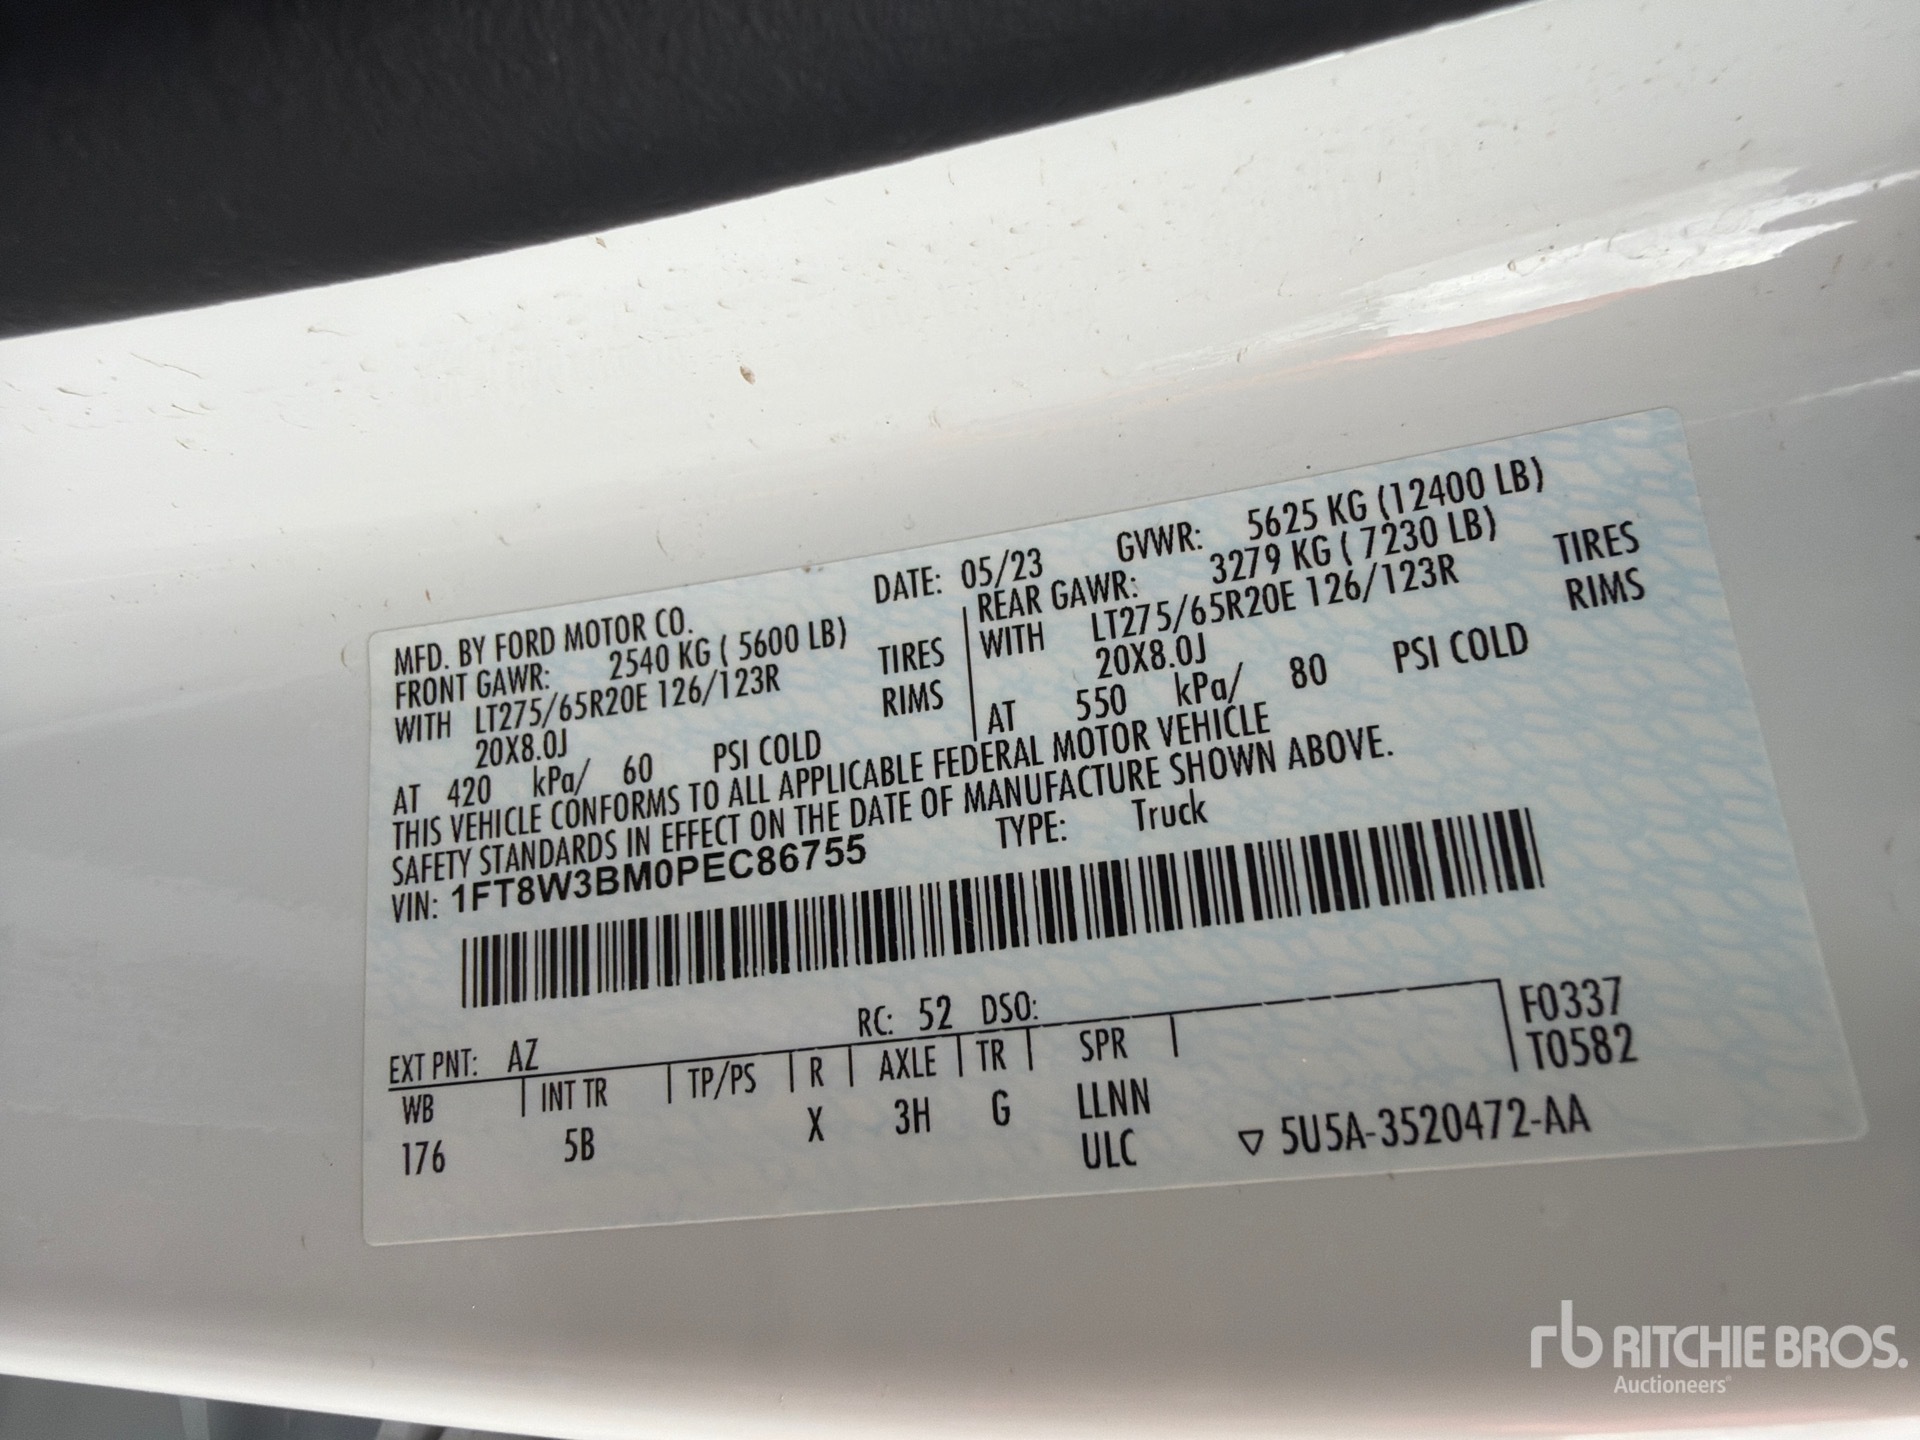 MFD. BY FORD MOTOR CO. DATE: 05/23 GVWR: 5625 KG (12400 LB)
FRONT GAWR: 2540 KG ( 5600 LB) REAR GAWR: 3279 KG ( 7230 LB)
WITH LT275/65R20E 126/123R TIRES WITH LT275/65R20E 126/123R TIRES
20X8.0J RIMS 20X8.0J RIMS
AT 420 kPa/ 60 PSI COLD AT 550 kPa/ 80 PSI COLD
THIS VEHICLE CONFORMS TO ALL APPLICABLE FEDERAL MOTOR VEHICLE
SAFETY STANDARDS IN EFFECT ON THE DATE OF MANUFACTURE SHOWN ABOVE.
VIN: 1FT8W3BM0PEC86755 TYPE: Truck
EXT PNT: AZ RC: 52 DSO: F0337
WB INT TR TP/PS R AXLE TR SPR T0582
176 5B X 3H G LLNN
ULC ▽ 5U5A-3520472-AA
rb RITCHIE BROS.
Auctioneers